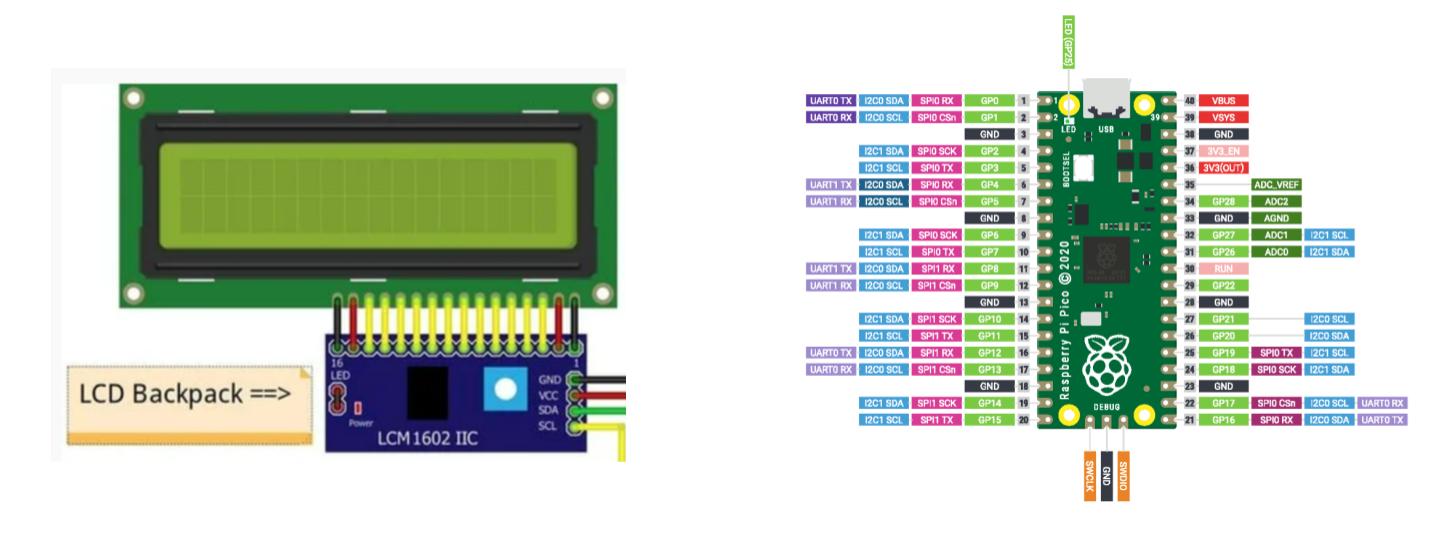 LED (GP25)
16
1
LED
GND
VCC
SDA
SCL
Power
LCM1602 IIC
LCD Backpack ==>
UART0 TX I2C0 SDA SPI0 RX GP0 1
UART0 RX I2C0 SCL SPI0 CSn GP1 2
GND 3
I2C1 SDA SPI0 SCK GP2 4
I2C1 SCL SPI0 TX GP3 5
UART1 TX I2C0 SDA SPI0 RX GP4 6
UART1 RX I2C0 SCL SPI0 CSn GP5 7
GND 8
I2C1 SDA SPI0 SCK GP6 9
I2C1 SCL SPI0 TX GP7 10
UART1 TX I2C0 SDA SPI1 RX GP8 11
UART1 RX I2C0 SCL SPI1 CSn GP9 12
GND 13
I2C1 SDA SPI1 SCK GP10 14
I2C1 SCL SPI1 TX GP11 15
UART0 TX I2C0 SDA SPI1 RX GP12 16
UART0 RX I2C0 SCL SPI1 CSn GP13 17
GND 18
I2C1 SDA SPI1 SCK GP14 19
I2C1 SCL SPI1 TX GP15 20
1
2
39
LED
USB
BOOTSEL
Raspberry Pi Pico © 2020
DEBUG
40 VBUS
39 VSYS
38 GND
37 3V3_EN
36 3V3(OUT)
35 ADC_VREF
34 GP28 ADC2
33 GND AGND
32 GP27 ADC1 I2C1 SCL
31 GP26 ADC0 I2C1 SDA
30 RUN
29 GP22
28 GND
27 GP21 I2C0 SCL
26 GP20 I2C0 SDA
25 GP19 SPI0 TX I2C1 SCL
24 GP18 SPI0 SCK I2C1 SDA
23 GND
22 GP17 SPI0 CSn I2C0 SCL UART0 RX
21 GP16 SPI0 RX I2C0 SDA UART0 TX
SWCLK
GND
SWDIO